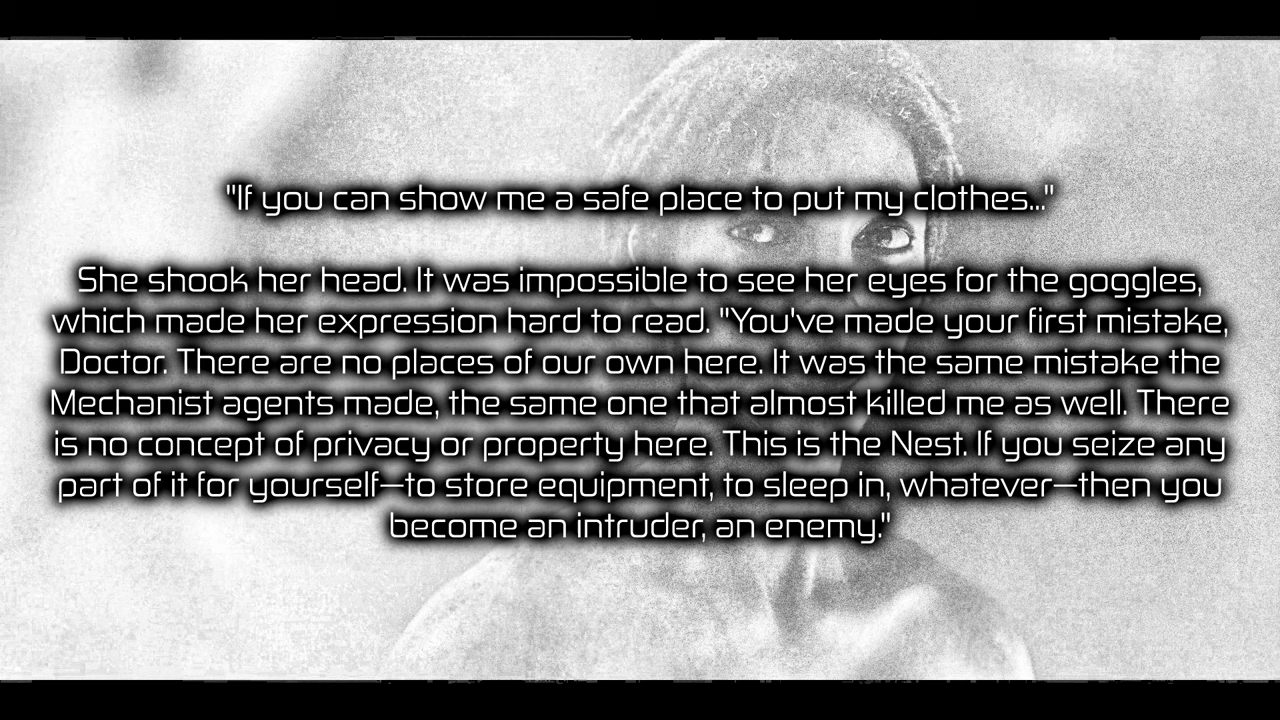 "If you can show me a safe place to put my clothes..."
She shook her head. It was impossible to see her eyes for the goggles,
which made her expression hard to read. "You've made your first mistake,
Doctor. There are no places of our own here. It was the same mistake the
Mechanist agents made, the same one that almost killed me as well. There
is no concept of privacy or property here. This is the Nest. If you seize any
part of it for yourself—to store equipment, to sleep in, whatever—then you
become an intruder, an enemy."